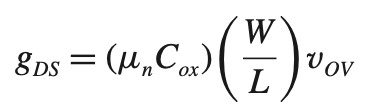 g_{DS} = (μ_n C_{ox}) (W/L) v_{OV}